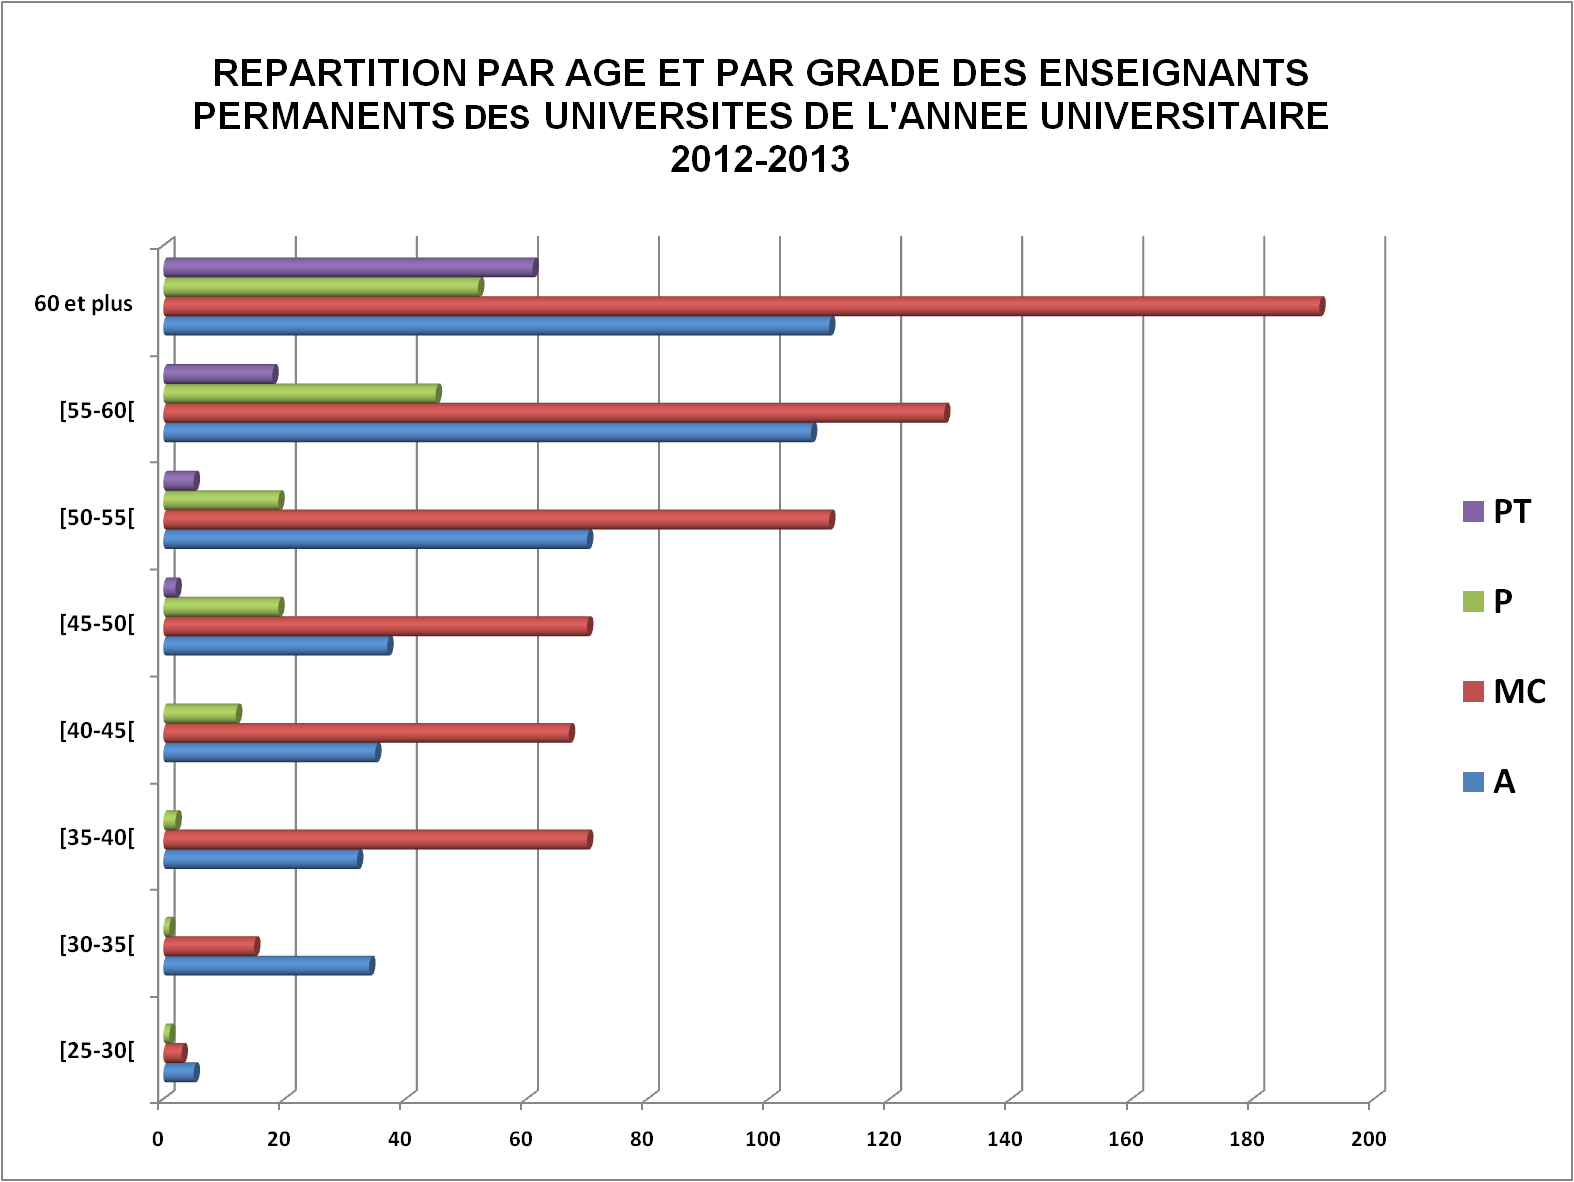 REPARTITION PAR AGE ET PAR GRADE DES ENSEIGNANTS
PERMANENTS DES UNIVERSITES DE L'ANNEE UNIVERSITAIRE
2012-2013
60 et plus
[55-60[
[50-55[
[45-50[
[40-45[
[35-40[
[30-35[
[25-30[
0 20 40 60 80 100 120 140 160 180 200
PT
P
MC
A